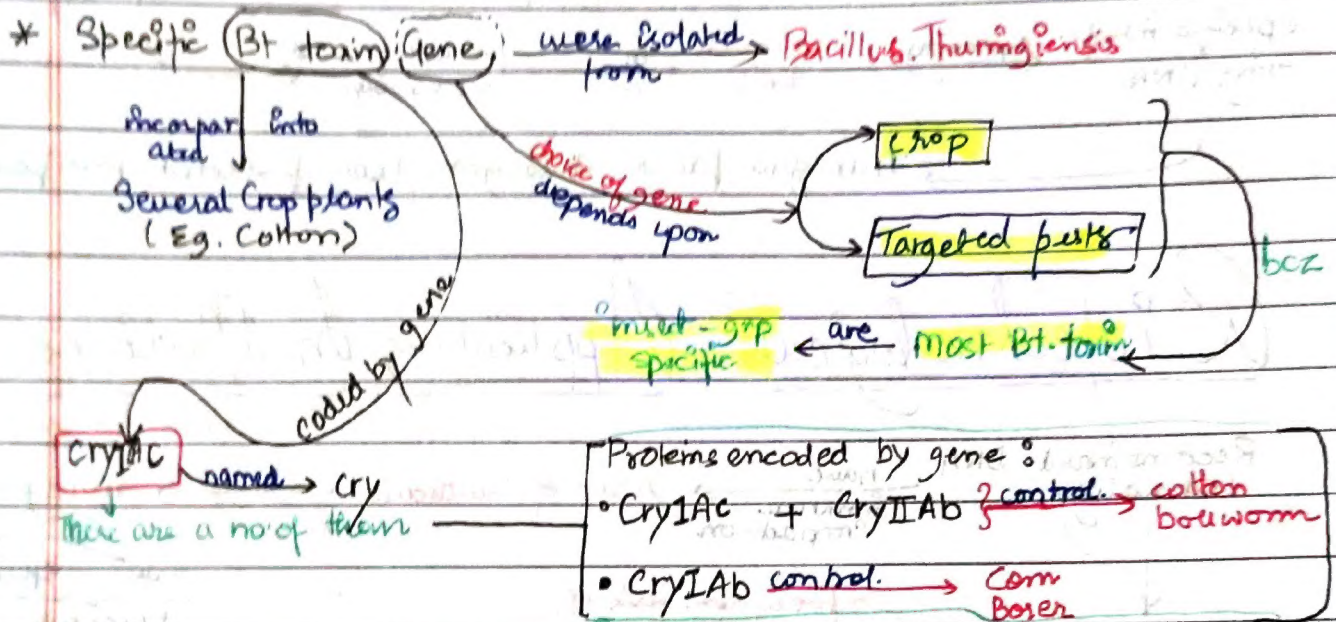 * Specific Bt toxin Gene were isolated from Bacillus. Thuringiensis
incorporated into
Several Crop plants
(Eg. Cotton)
choice of gene
depends upon
Crop
Targeted pests
bcz
most Bt. toxin are insect-grp specific
coded by gene
cryIAC named cry
There are a no of them
Proteins encoded by gene :
• CryIAc + CryIIAb } control. cotton bollworm
• CryIAb control. Corn Borer